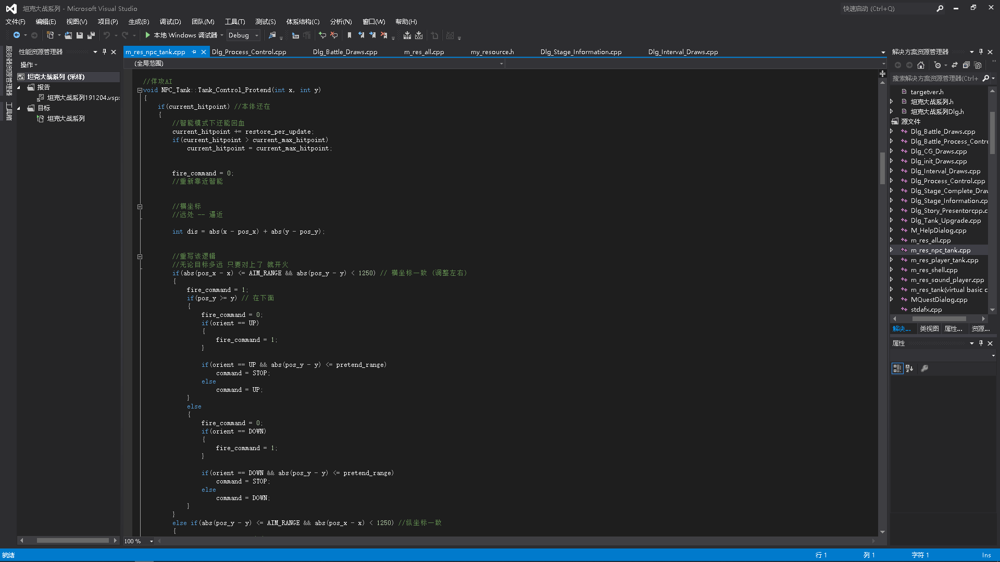 坦克大战系列 - Microsoft Visual Studio
快速启动 (Ctrl+Q)
文件(F) 编辑(E) 视图(V) 项目(P) 生成(B) 调试(D) 团队(M) 工具(T) 测试(S) 体系结构(C) 分析(N) 窗口(W) 帮助(H)
本地 Windows 调试器 Debug
服务器资源管理器
工具箱
性能资源管理器
操作
坦克大战系列 (采样)
报告
坦克大战系列191204.vsp
目标
坦克大战系列
m_res_npc_tank.cpp Dlg_Process_Control.cpp Dlg_Battle_Draws.cpp m_res_all.cpp my_resource.h Dlg_Stage_Information.cpp Dlg_Interval_Draws.cpp
(全局范围)
//佯攻AI
void NPC_Tank::Tank_Control_Protend(int x, int y)
{
if(current_hitpoint) //本体还在
{
//智能模式下还能回血
current_hitpoint += restore_per_update;
if(current_hitpoint > current_max_hitpoint)
current_hitpoint = current_max_hitpoint;
fire_command = 0;
//重新靠近智能
//横坐标
//远处 -- 逼近
int dis = abs(x - pos_x) + abs(y - pos_y);
//重写该逻辑
//无论目标多远 只要对上了 就开火
if(abs(pos_x - x) <= AIM_RANGE && abs(pos_y - y) < 1250) // 横坐标一致 (调整左右)
{
fire_command = 1;
if(pos_y >= y) // 在下面
{
fire_command = 0;
if(orient == UP)
{
fire_command = 1;
}
if(orient == UP && abs(pos_y - y) <= pretend_range)
command = STOP;
else
command = UP;
}
else
{
fire_command = 0;
if(orient == DOWN)
{
fire_command = 1;
}
if(orient == DOWN && abs(pos_y - y) <= pretend_range)
command = STOP;
else
command = DOWN;
}
}
else if(abs(pos_y - y) <= AIM_RANGE && abs(pos_x - x) < 1250) //纵坐标一致
{
100 %
解决方案资源管理器
搜索解决方案资源管理器(Ctrl+
targetver.h
坦克大战系列.h
坦克大战系列Dlg.h
源文件
Dlg_Battle_Draws.cpp
Dlg_Battle_Process_Contro
Dlg_CG_Draws.cpp
Dlg_init_Draws.cpp
Dlg_Interval_Draws.cpp
Dlg_Process_Control.cpp
Dlg_Stage_Complete_Drav
Dlg_Stage_Information.cp
Dlg_Story_Presentorcpp.c
Dlg_Tank_Upgrade.cpp
M_HelpDialog.cpp
m_res_all.cpp
m_res_npc_tank.cpp
m_res_player_tank.cpp
m_res_shell.cpp
m_res_sound_player.cpp
m_res_tank(virtual basic c
MQuestDialog.cpp
stdafx.cpp
解决... 类视图 属性... 资源...
属性
就绪 行 1 列 1 字符 1 Ins